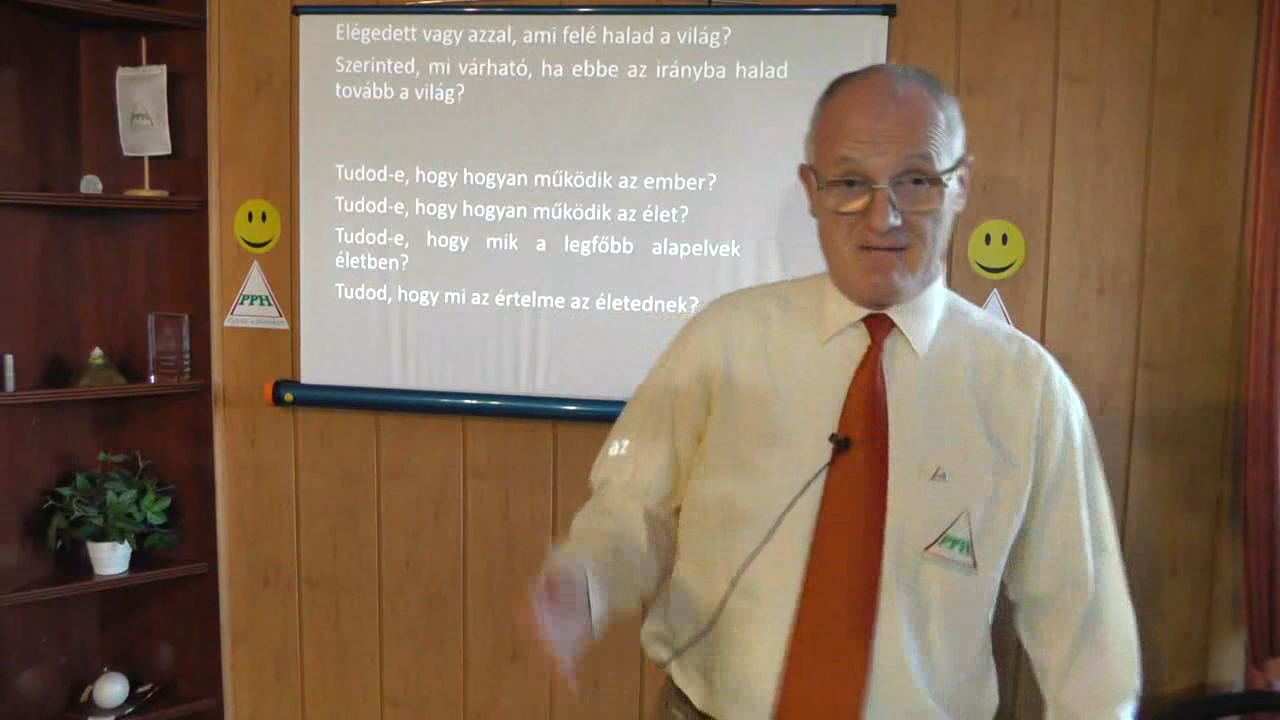 Elégedett vagy azzal, ami felé halad a világ?
Szerinted, mi várható, ha ebbe az irányba halad
tovább a világ?
Tudod-e, hogy hogyan működik az ember?
Tudod-e, hogy hogyan működik az élet?
Tudod-e, hogy mik a legfőbb alapelvek
életben?
Tudod, hogy mi az értelme az életednek?
az
PPH
PPH